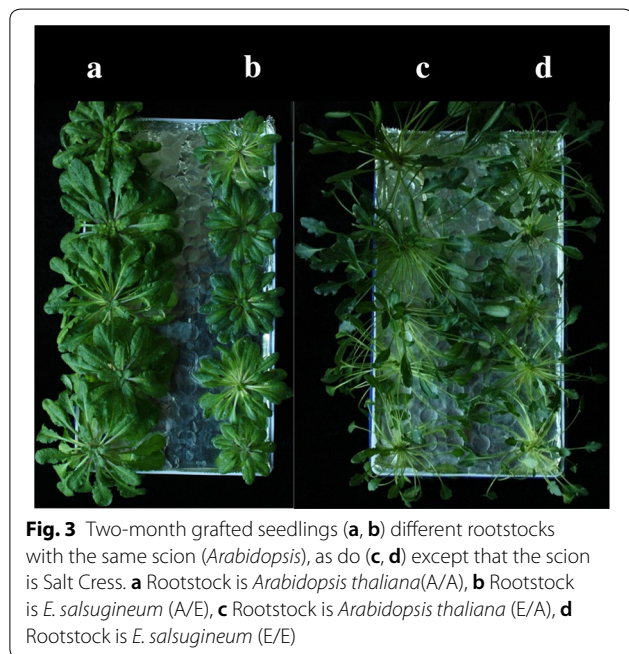 a b c d
Fig. 3 Two-month grafted seedlings (a, b) different rootstocks
with the same scion (Arabidopsis), as do (c, d) except that the scion
is Salt Cress. a Rootstock is Arabidopsis thaliana(A/A), b Rootstock
is E. salsugineum (A/E), c Rootstock is Arabidopsis thaliana (E/A), d
Rootstock is E. salsugineum (E/E)